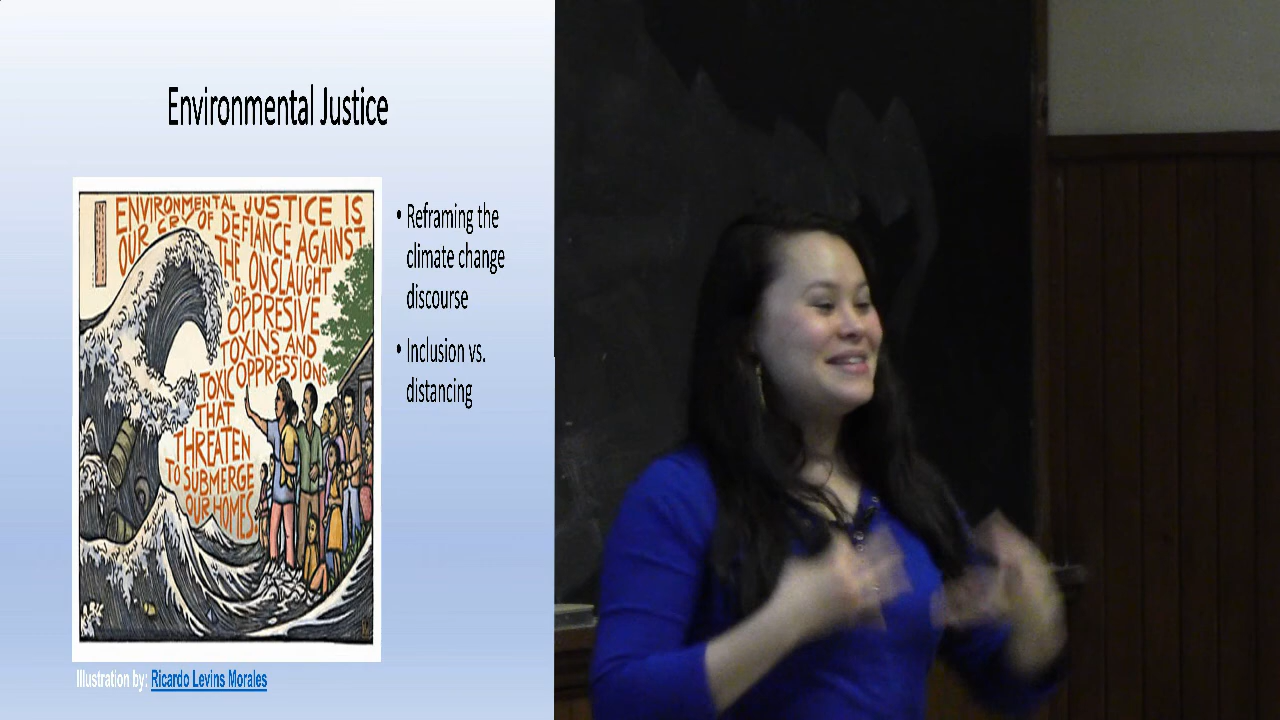 Environmental Justice
ENVIRONMENTAL JUSTICE IS
OUR CRY OF DEFIANCE AGAINST
THE ONSLAUGHT
OF
OPPRESIVE
TOXINS AND
TOXIC OPPRESSIONS
THAT
THREATEN
TO SUBMERGE
OUR HOMES.
• Reframing the
climate change
discourse
• Inclusion vs.
distancing
Illustration by: Ricardo Levins Morales